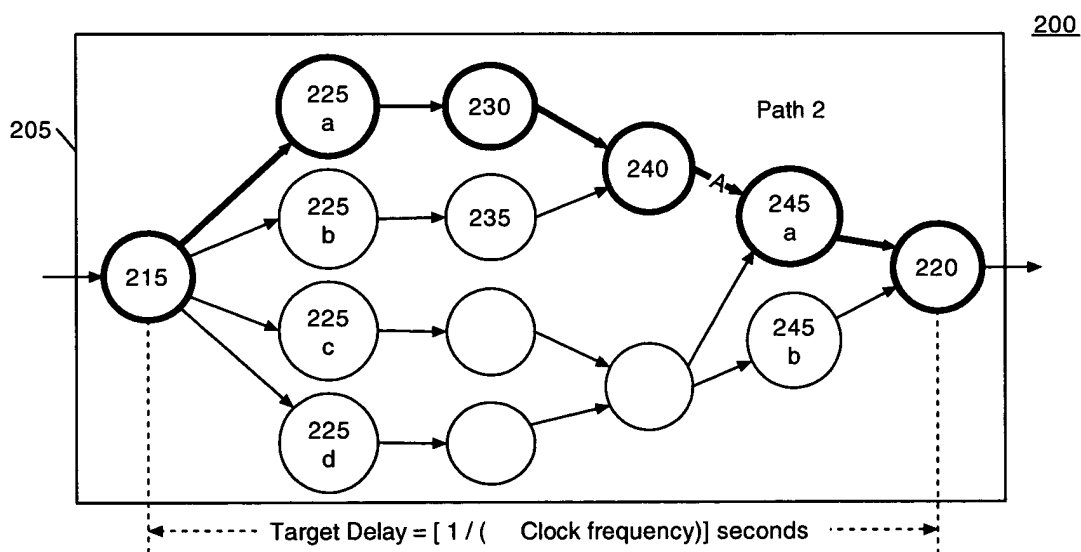 200
205
225
a
230
Path 2
240
A
245
a
225
b
235
215
220
225
c
245
b
225
d
Target Delay = [ 1 / ( Clock frequency)] seconds